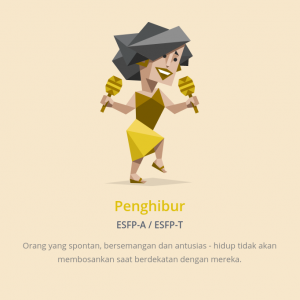 Penghibur
ESFP-A / ESFP-T
Orang yang spontan, bersemangan dan antusias - hidup tidak akan
membosankan saat berdekatan dengan mereka.